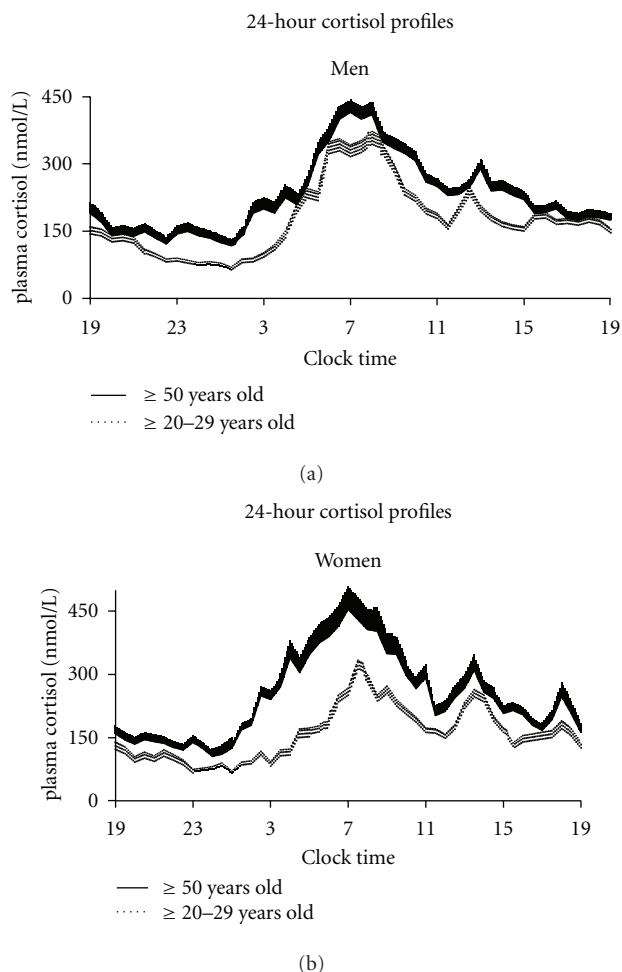 24-hour cortisol profiles
Men
plasma cortisol (nmol/L)
450
300
150
0
19 23 3 7 11 15 19
Clock time
≥ 50 years old
≥ 20–29 years old
(a)
24-hour cortisol profiles
Women
plasma cortisol (nmol/L)
450
300
150
0
19 23 3 7 11 15 19
Clock time
≥ 50 years old
≥ 20–29 years old
(b)